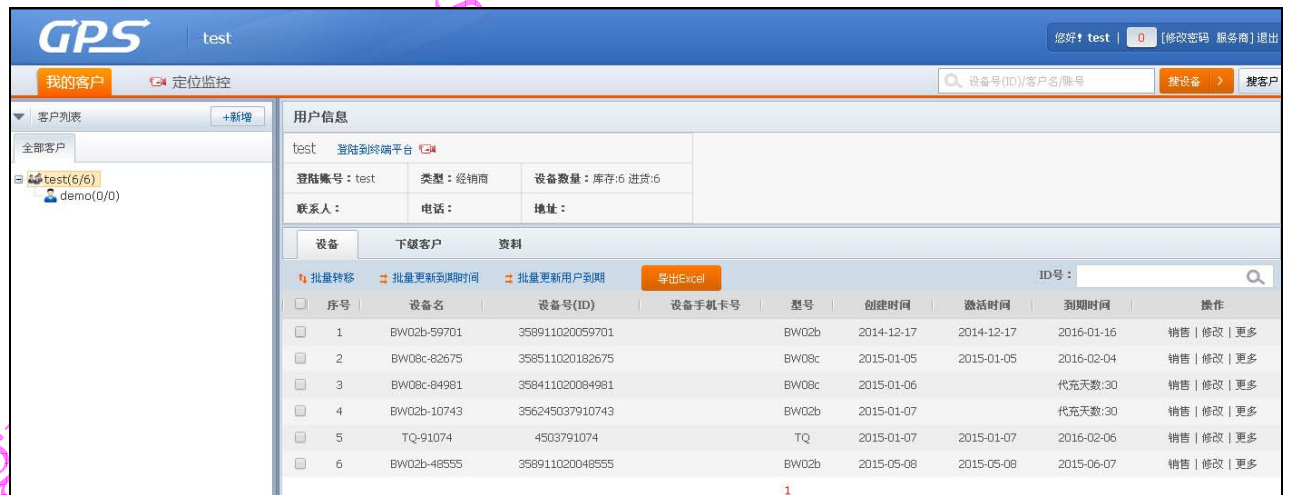 GPS test 您好! test | 0 [修改密码 服务商] 退出
我的客户 定位监控 设备号(ID)/客户名/账号 搜设备 > 搜客户
客户列表 +新增
全部客户
test(6/6)
demo(0/0)
用户信息
test 登陆到终端平台
登陆账号：test 类型：经销商 设备数量：库存:6 进货:6
联系人： 电话： 地址：
设备 下级客户 资料
批量转移 批量更新到期时间 批量更新用户到期 导出Excel ID号：
序号 设备名 设备号(ID) 设备手机卡号 型号 创建时间 激活时间 到期时间 操作
1 BW02b-59701 358911020059701 BW02b 2014-12-17 2014-12-17 2016-01-16 销售 | 修改 | 更多
2 BW08c-82675 358511020182675 BW08c 2015-01-05 2015-01-05 2016-02-04 销售 | 修改 | 更多
3 BW08c-84981 358411020084981 BW08c 2015-01-06 代充天数:30 销售 | 修改 | 更多
4 BW02b-10743 356245037910743 BW02b 2015-01-07 代充天数:30 销售 | 修改 | 更多
5 TQ-91074 4503791074 TQ 2015-01-07 2015-01-07 2016-02-06 销售 | 修改 | 更多
6 BW02b-48555 358911020048555 BW02b 2015-05-08 2015-05-08 2015-06-07 销售 | 修改 | 更多
1